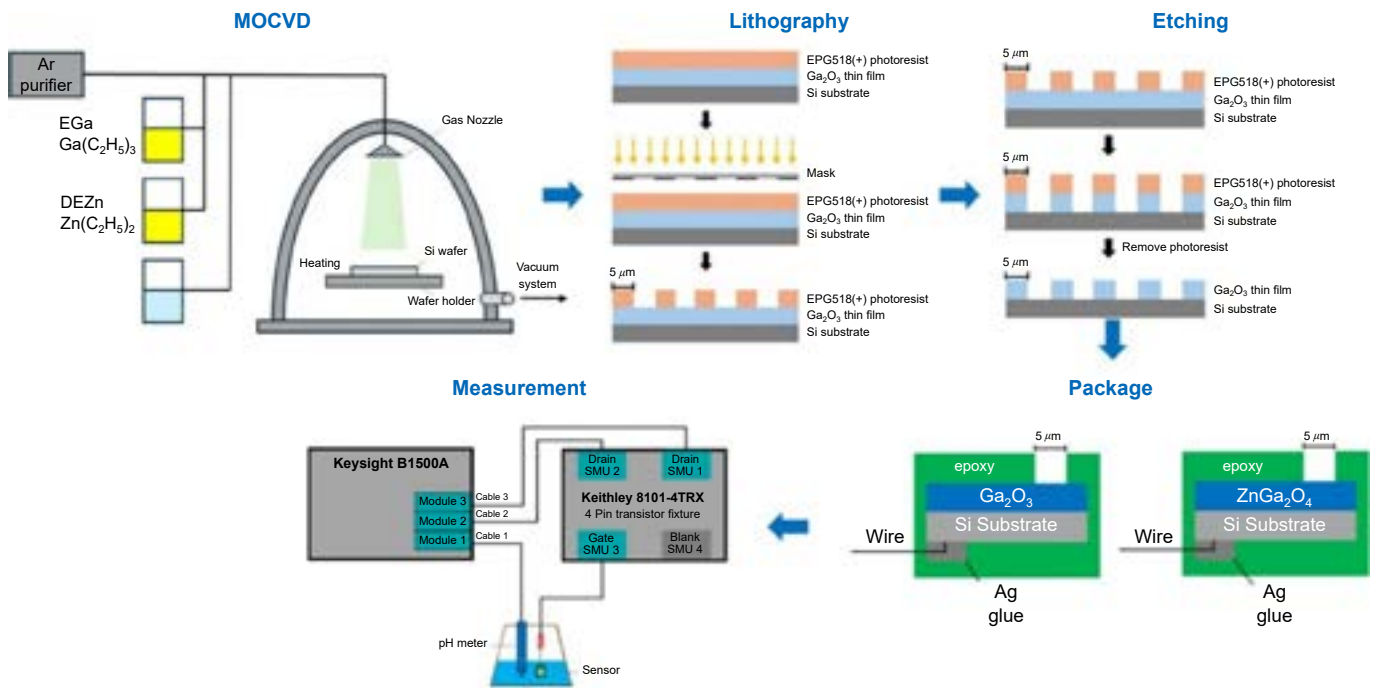 MOCVD
Ar
purifier
EGa
Ga(C₂H₅)₃
DEZn
Zn(C₂H₅)₂
Gas Nozzle
Si wafer
Heating
Wafer holder
Vacuum
system
Lithography
EPG518(+) photoresist
Ga₂O₃ thin film
Si substrate
Mask
EPG518(+) photoresist
Ga₂O₃ thin film
Si substrate
5 μm
EPG518(+) photoresist
Ga₂O₃ thin film
Si substrate
Etching
5 μm
EPG518(+) photoresist
Ga₂O₃ thin film
Si substrate
5 μm
EPG518(+) photoresist
Ga₂O₃ thin film
Si substrate
Remove photoresist
5 μm
Ga₂O₃ thin film
Si substrate
Measurement
Keysight B1500A
Module 3
Module 2
Module 1
Cable 3
Cable 2
Cable 1
Drain
SMU 2
Drain
SMU 1
Keithley 8101-4TRX
4 Pin transistor fixture
Gate
SMU 3
Blank
SMU 4
pH meter
Sensor
Package
5 μm
epoxy
Ga₂O₃
Si Substrate
Wire
Ag
glue
5 μm
epoxy
ZnGa₂O₄
Si Substrate
Wire
Ag
glue